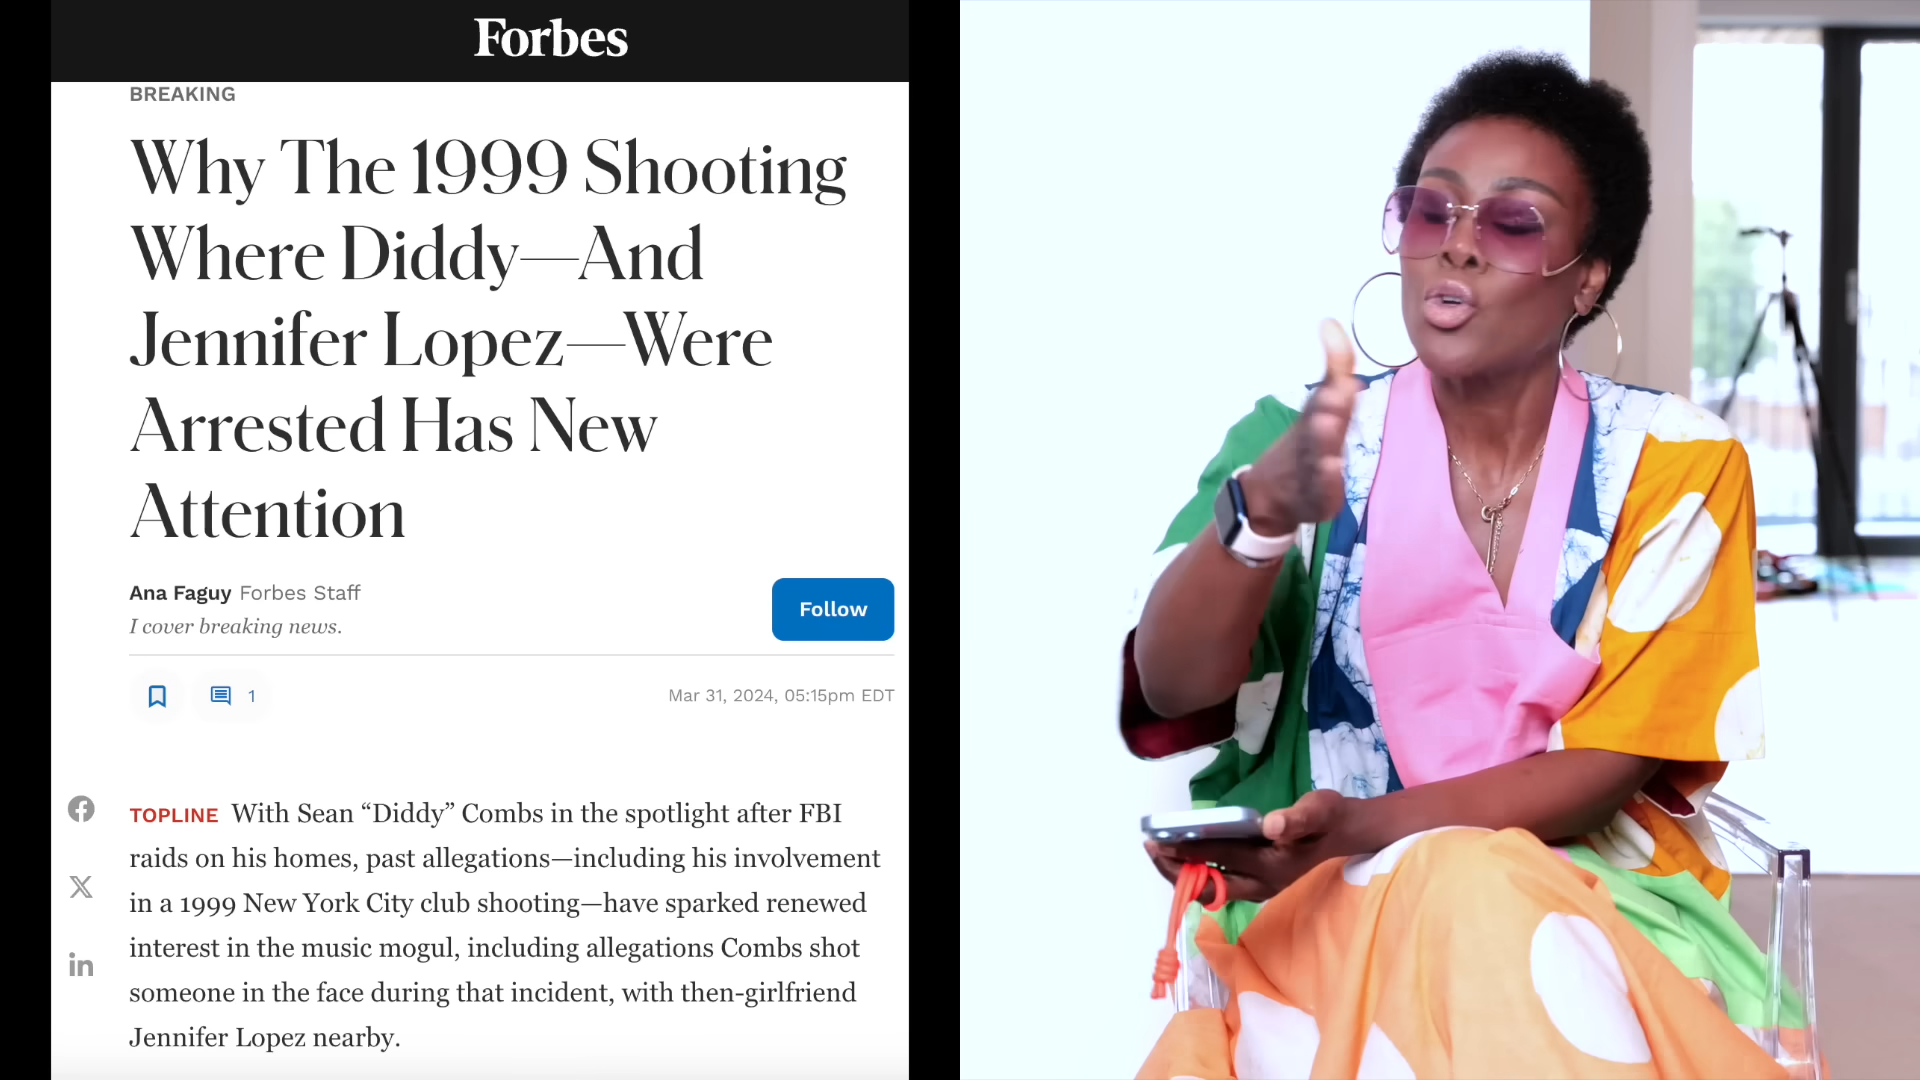 Forbes
BREAKING
Why The 1999 Shooting
Where Diddy—And
Jennifer Lopez—Were
Arrested Has New
Attention
Ana Faguy Forbes Staff
I cover breaking news.
Follow
1
Mar 31, 2024, 05:15pm EDT
TOPLINE With Sean “Diddy” Combs in the spotlight after FBI
raids on his homes, past allegations—including his involvement
in a 1999 New York City club shooting—have sparked renewed
interest in the music mogul, including allegations Combs shot
someone in the face during that incident, with then-girlfriend
Jennifer Lopez nearby.